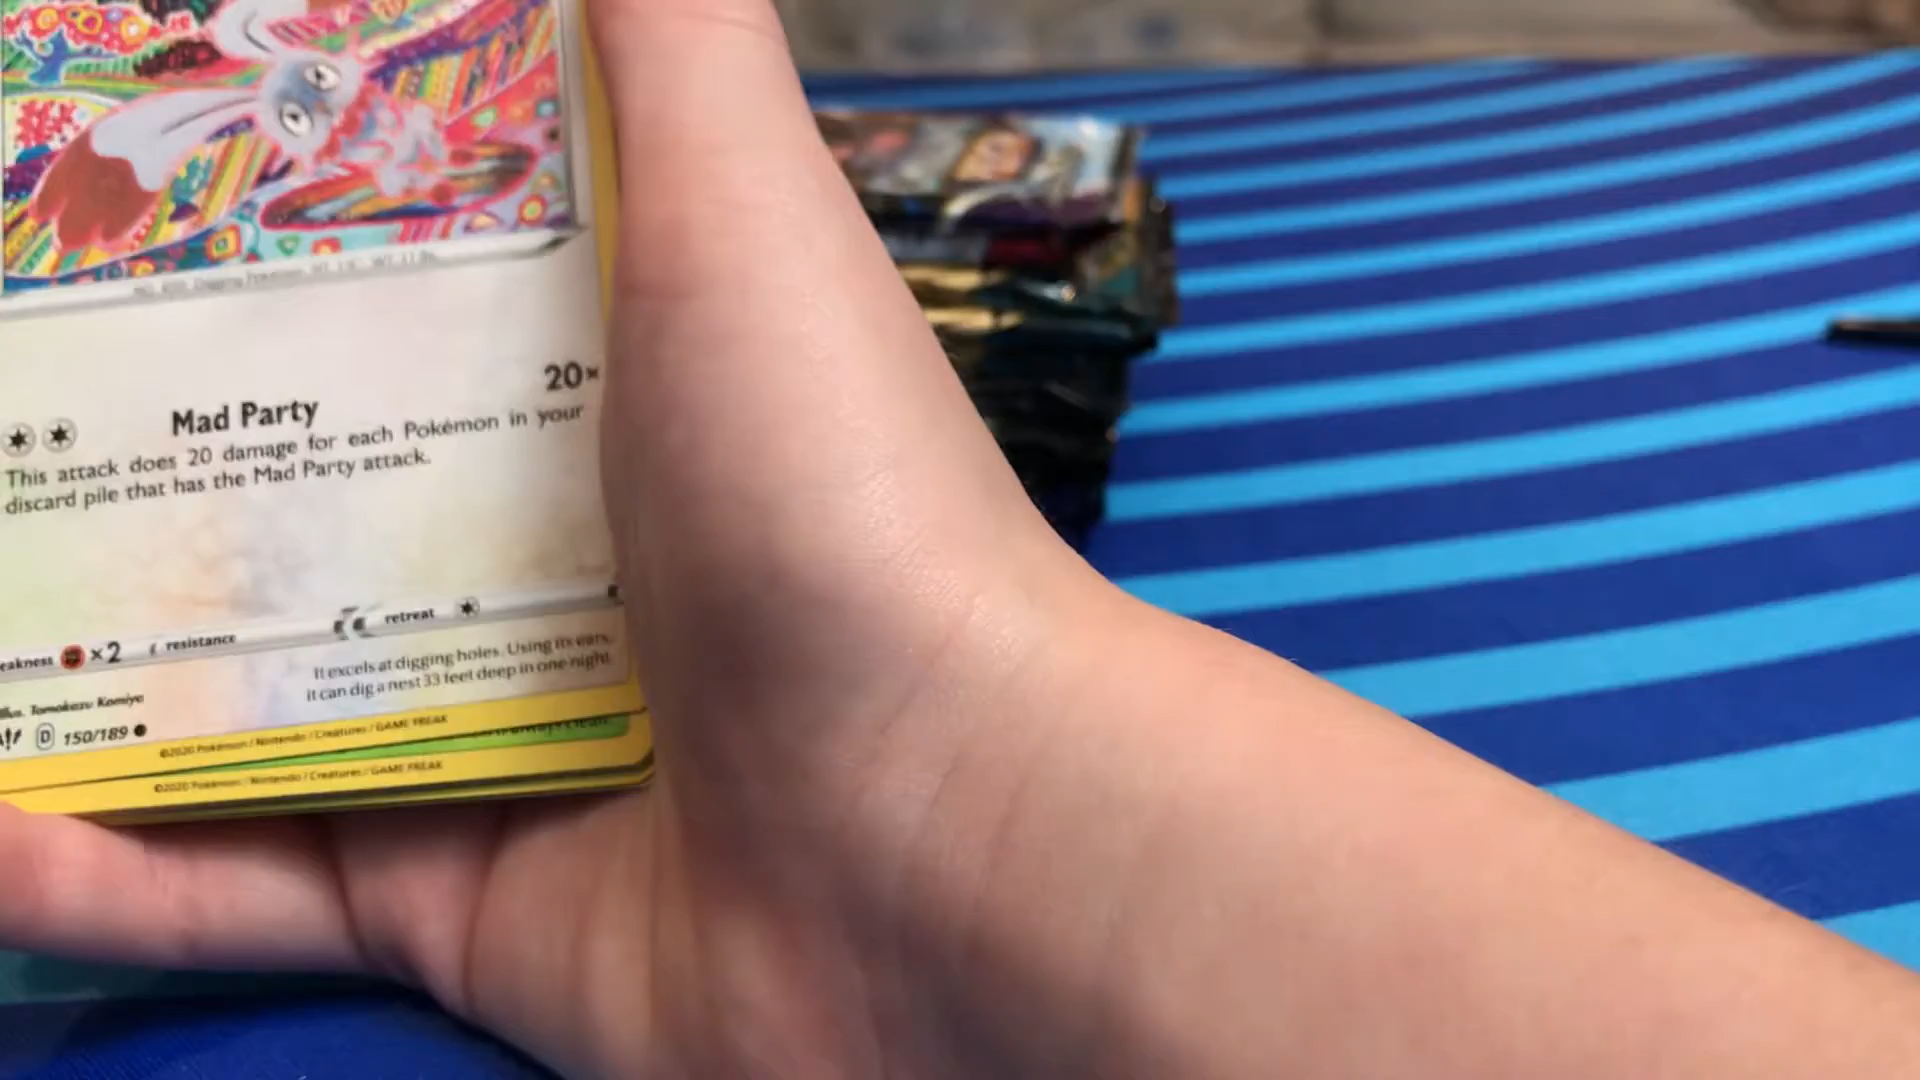 20×
Mad Party
This attack does 20 damage for each Pokémon in your
discard pile that has the Mad Party attack.
eakness ×2 resistance
retreat
It excels at digging holes. Using its ears,
it can dig a nest 33 feet deep in one night.
Illus. Tomokazu Komiya
D 150/189
©2020 Pokémon / Nintendo / Creatures / GAME FREAK
©2020 Pokémon / Nintendo / Creatures / GAME FREAK